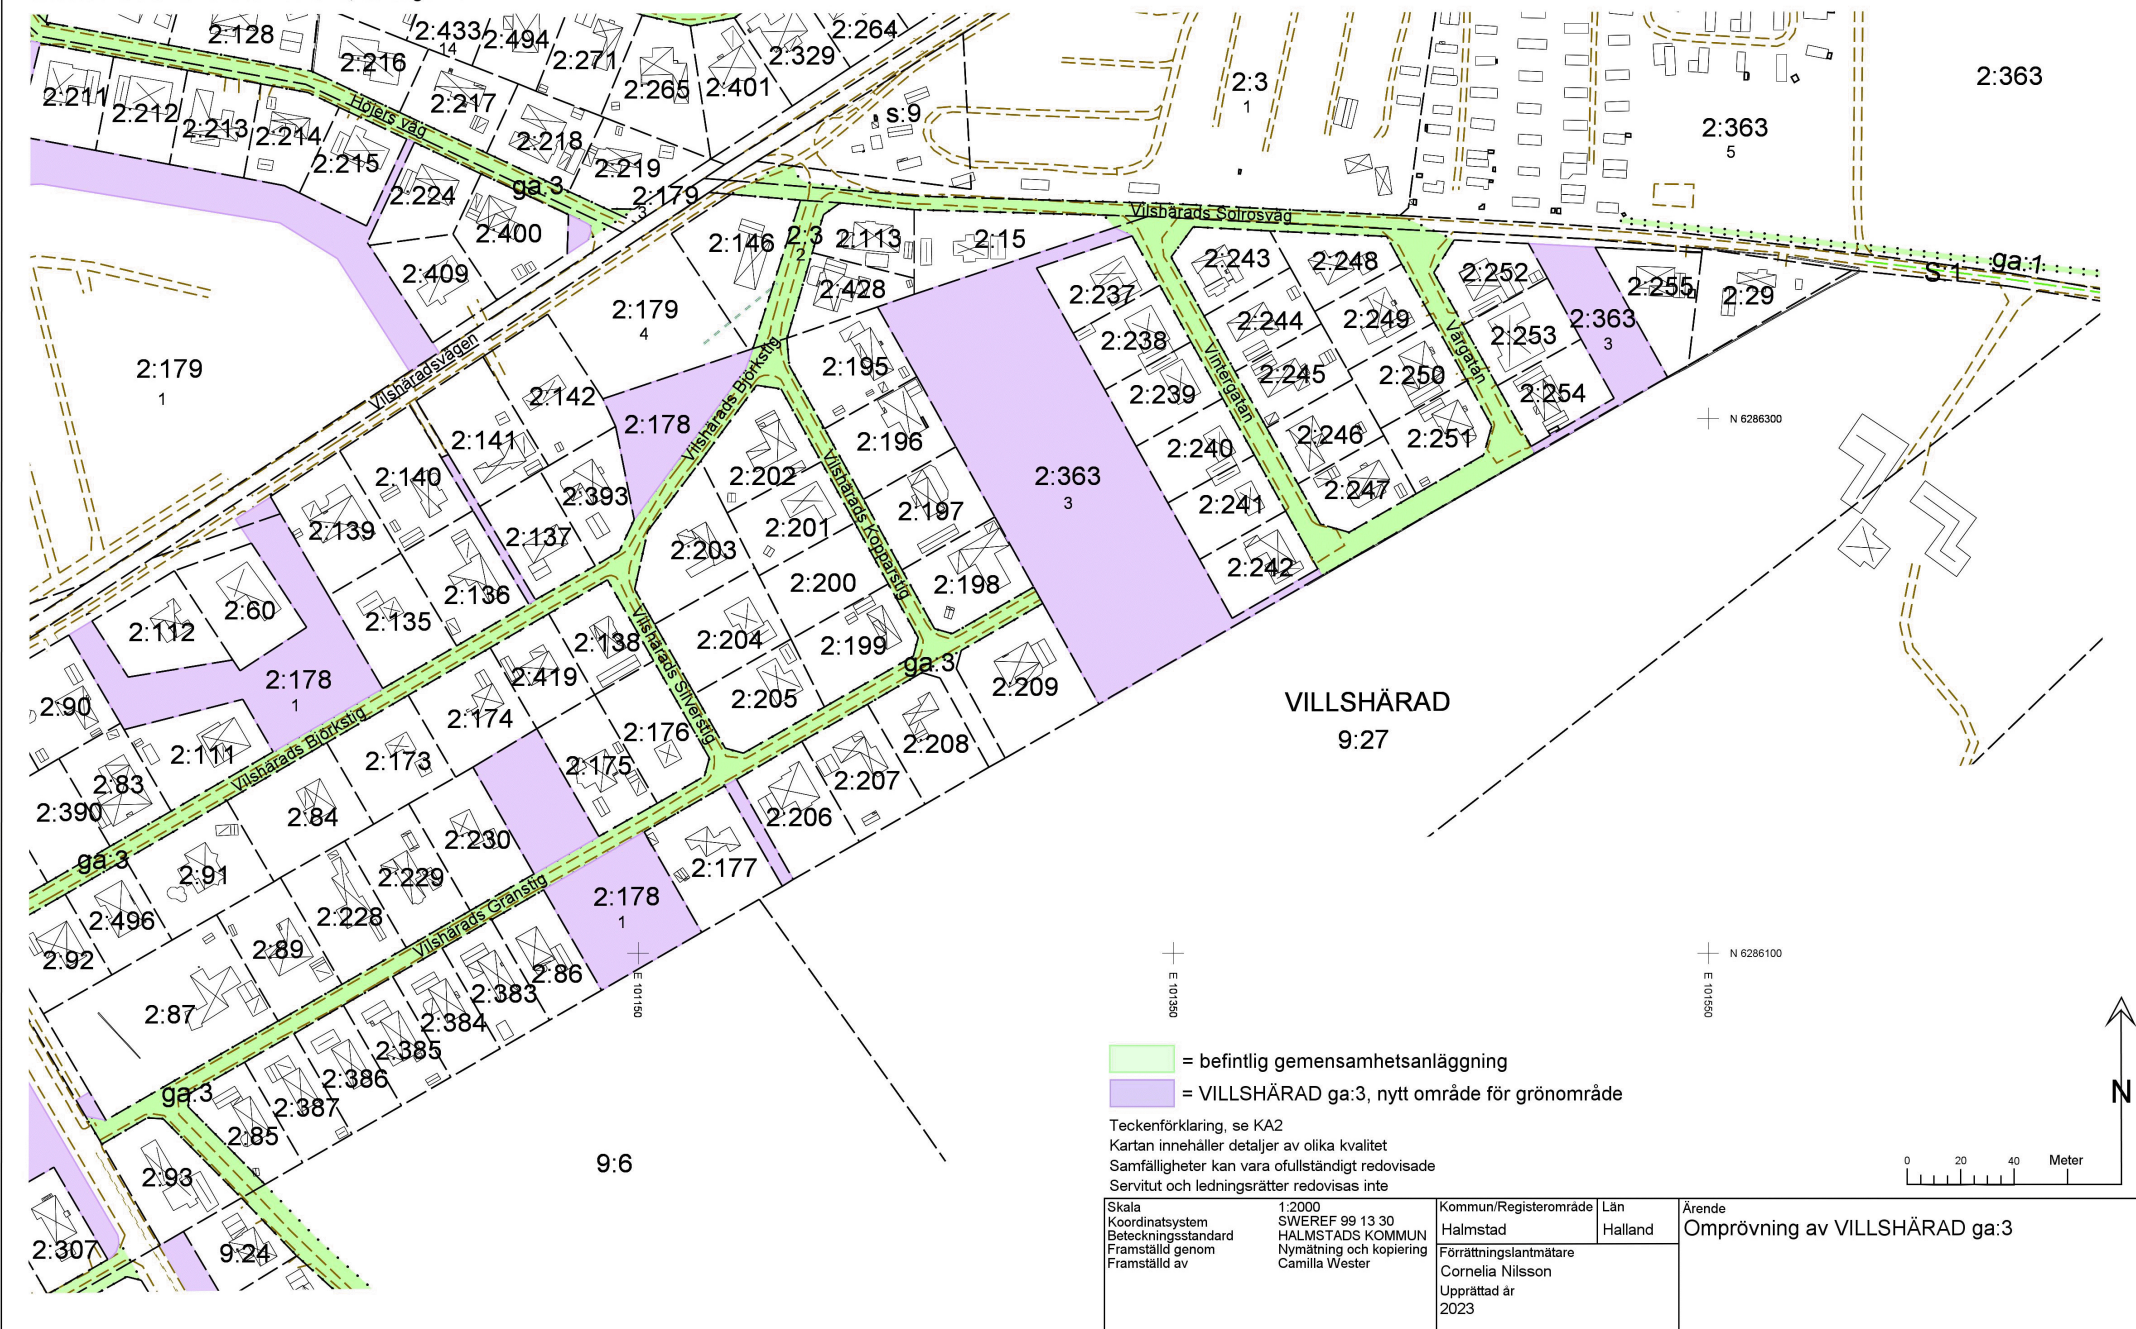 2:128
2:433
14
2:494
2:271
2:329
2:264
2:216
2:217
2:265
2:401
2:211
2:212
2:213
2:214
2:215
Höjers väg
2:218
2:219
2:224
ga:3
2:179
3
2:400
2:409
s:9
2:3
1
2:363
2:363
5
Vilshärads Solrosväg
2:146
2:3
2
2:113
2:15
2:428
2:179
4
2:179
1
Vilshäradsvägen
2:237
2:238
2:239
2:240
2:241
2:242
2:243
2:244
2:245
2:246
2:247
2:248
2:249
2:250
2:251
2:252
2:253
2:254
2:255
2:29
2:363
3
S:1
ga:1
Vintergatan
Vårgatan
N 6286300
2:142
2:141
2:178
Vilshärads Björkstig
2:195
2:196
2:197
2:198
2:363
3
2:140
2:139
2:393
2:137
2:136
2:135
2:202
2:201
2:203
2:200
2:204
2:199
2:205
Vilshärads Kopparstig
ga:3
2:209
2:208
2:207
2:206
2:60
2:112
2:178
1
2:138
Vilshärads Silverstig
2:419
2:174
2:173
2:176
2:175
2:90
2:111
Vilshärads Björkstig
2:83
2:390
2:84
2:230
2:229
2:228
ga:3
2:91
2:496
2:92
2:89
2:87
Vilshärads Granstig
2:178
1
2:177
2:86
2:383
2:384
2:385
2:386
2:387
2:85
ga:3
2:93
2:307
9:24
9:6
VILLSHÄRAD
9:27
N 6286100
E 101150
E 101350
E 101550
= befintlig gemensamhetsanläggning
= VILLSHÄRAD ga:3, nytt område för grönområde
Teckenförklaring, se KA2
Kartan innehåller detaljer av olika kvalitet
Samfälligheter kan vara ofullständigt redovisade
Servitut och ledningsrätter redovisas inte
N
0 20 40 Meter
Skala 1:2000
Koordinatsystem SWEREF 99 13 30
Beteckningsstandard HALMSTADS KOMMUN
Framställd genom Nymätning och kopiering
Framställd av Camilla Wester
Kommun/Registerområde
Halmstad
Län
Halland
Förrättningslantmätare
Cornelia Nilsson
Upprättad år
2023
Ärende
Omprövning av VILLSHÄRAD ga:3